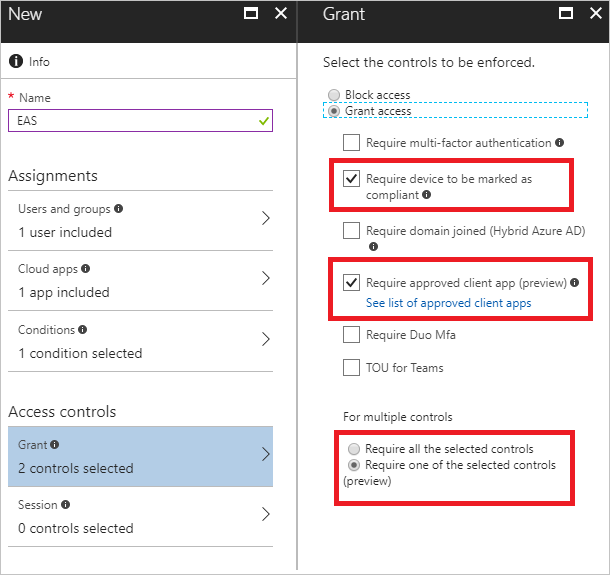 New
Info
* Name
EAS
Assignments
Users and groups
1 user included
Cloud apps
1 app included
Conditions
1 condition selected
Access controls
Grant
2 controls selected
Session
0 controls selected
Grant
Select the controls to be enforced.
Block access
Grant access
Require multi-factor authentication
Require device to be marked as
compliant
Require domain joined (Hybrid Azure AD)
Require approved client app (preview)
See list of approved client apps
Require Duo Mfa
TOU for Teams
For multiple controls
Require all the selected controls
Require one of the selected controls
(preview)